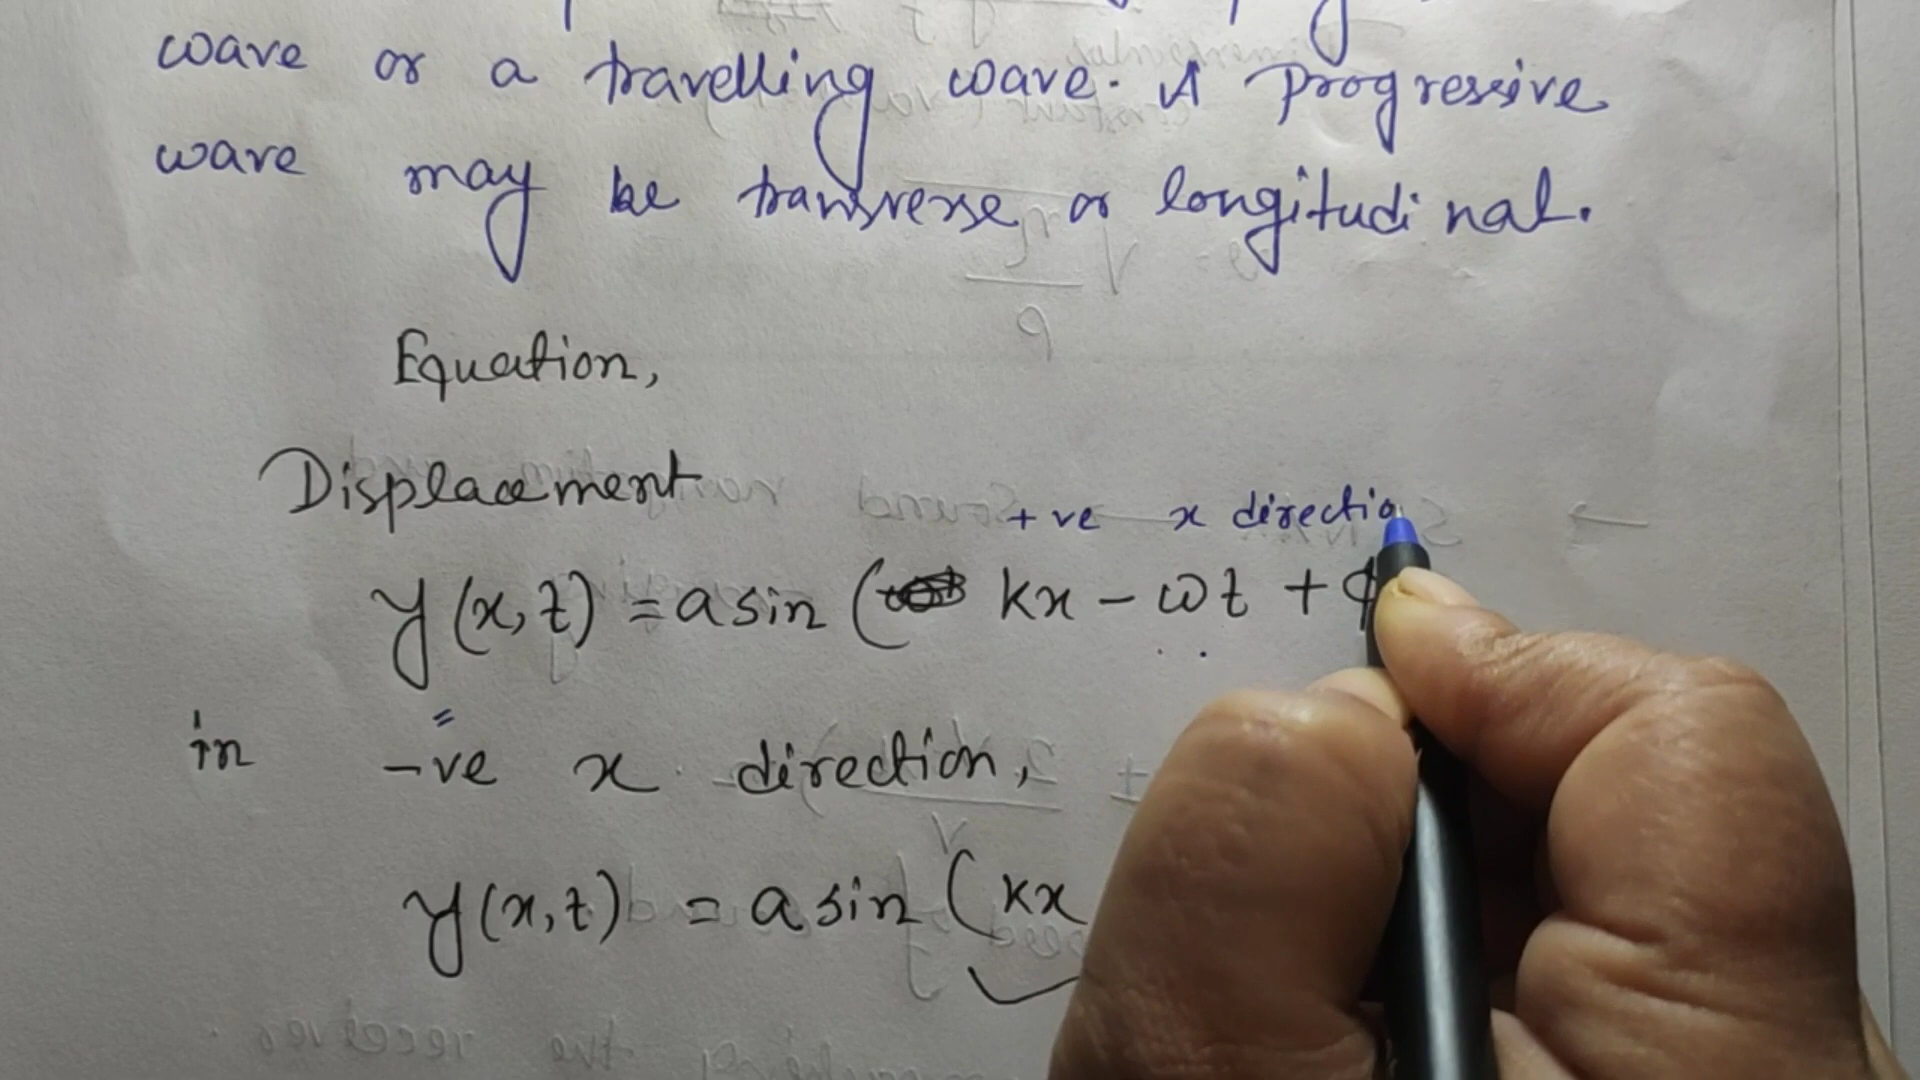 wave or a travelling wave. A progressive
wave may be transverse or longitudinal.
Equation,
Displacement
+ve x directio
y(x,t) = a sin ( kx - ωt + ϕ
in -ve x direction,
y(x,t) = a sin (kx